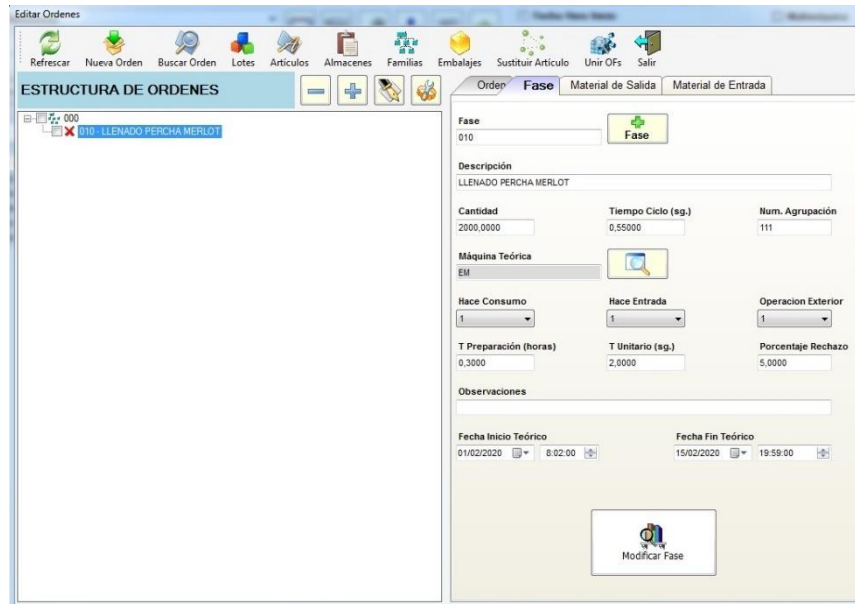 Editar Ordenes
Refrescar Nueva Orden Buscar Orden Lotes Artículos Almacenes Familias Embalajes Sustituir Artículo Unir OFs Salir
ESTRUCTURA DE ORDENES
000
010 - LLENADO PERCHA MERLOT
Orden Fase Material de Salida Material de Entrada
Fase
010
Fase
Descripción
LLENADO PERCHA MERLOT
Cantidad Tiempo Ciclo (sg.) Num. Agrupación
2000,0000 0,55000 111
Máquina Teórica
EM
Hace Consumo Hace Entrada Operacion Exterior
1 1 1
T Preparación (horas) T Unitario (sg.) Porcentaje Rechazo
0,3000 2,0000 5,0000
Observaciones
Fecha Inicio Teórico Fecha Fin Teórico
01/02/2020 8:02:00 15/02/2020 19:59:00
Modificar Fase